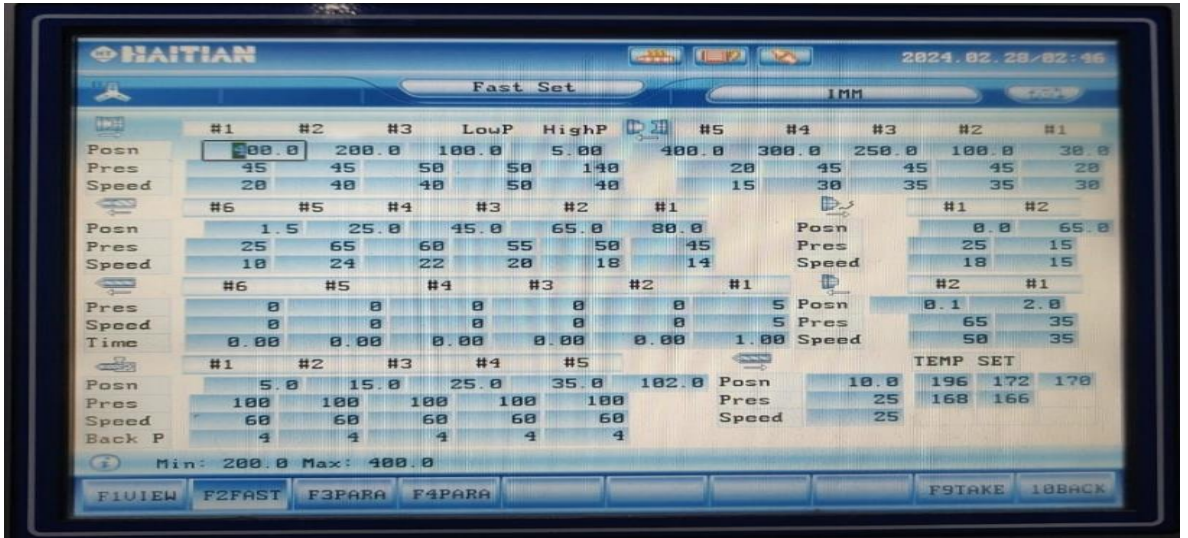 HAITIAN 2024.02.28/02:46
Fast Set IMM
#1 #2 #3 LowP HighP #5 #4 #3 #2 #1
Posn 400.0 200.0 100.0 5.00 400.0 300.0 250.0 100.0 30.0
Pres 45 45 50 50 140 20 45 45 45 20
Speed 20 40 40 50 40 15 30 35 35 30
#6 #5 #4 #3 #2 #1 #1 #2
Posn 1.5 25.0 45.0 65.0 80.0 Posn 0.0 65.0
Pres 25 65 60 55 50 45 Pres 25 15
Speed 10 24 22 20 18 14 Speed 18 15
#6 #5 #4 #3 #2 #1 #2 #1
Pres 0 0 0 0 0 5 Posn 0.1 2.0
Speed 0 0 0 0 0 5 Pres 65 35
Time 0.00 0.00 0.00 0.00 0.00 1.00 Speed 50 35
#1 #2 #3 #4 #5 TEMP SET
Posn 5.0 15.0 25.0 35.0 102.0 Posn 10.0 196 172 170
Pres 100 100 100 100 100 Pres 25 168 166
Speed 60 60 60 60 60 Speed 25
Back P 4 4 4 4 4
Min: 200.0 Max: 400.0
F1VIEW F2FAST F3PARA F4PARA F9TAKE 10BACK